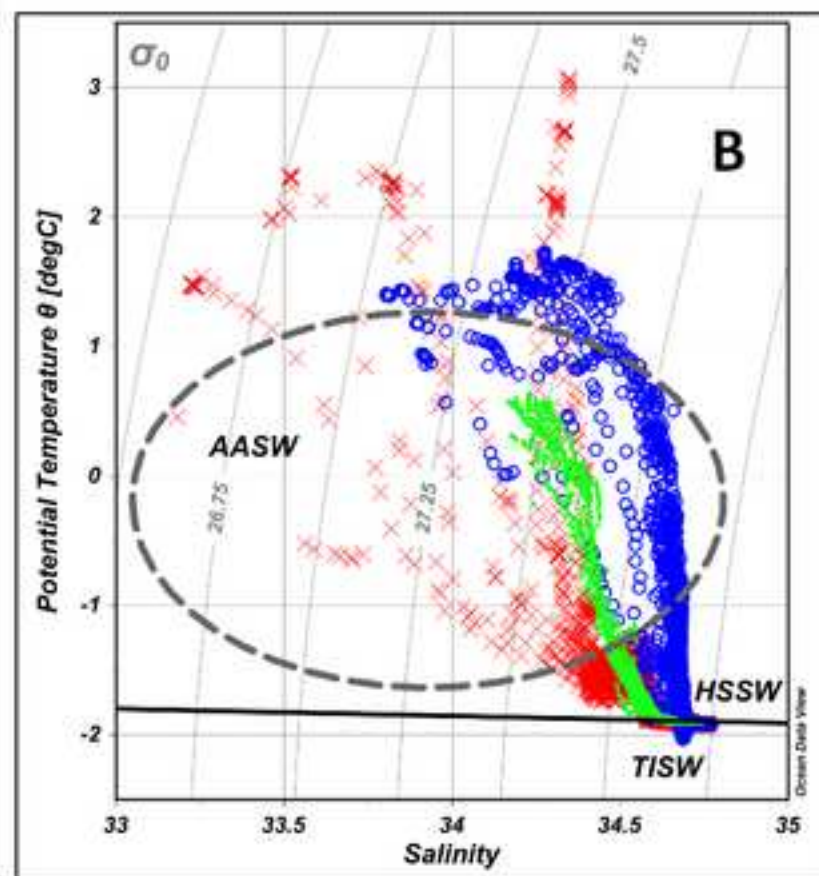 σ₀
27.5
B
3
2
1
0
-1
-2
Potential Temperature θ [degC]
AASW
26.75
27.25
HSSW
TISW
Ocean Data View
33
33.5
34
34.5
35
Salinity